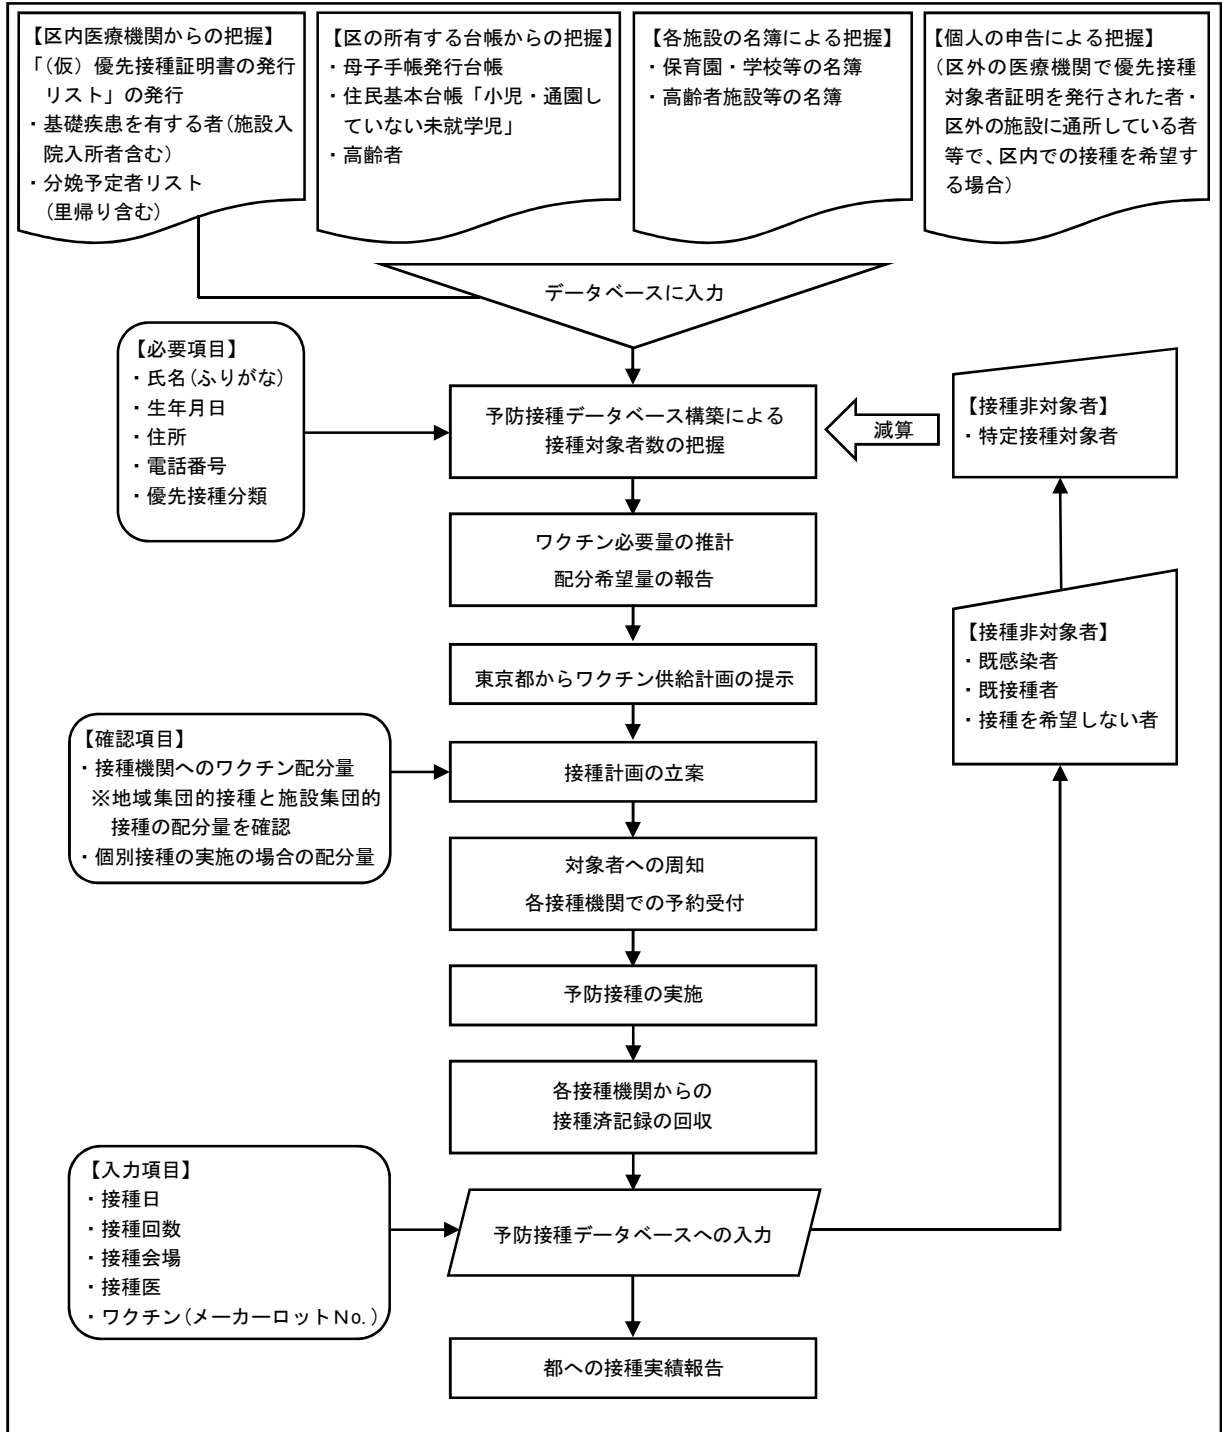 【区内医療機関からの把握】
「（仮）優先接種証明書の発行
リスト」の発行
・基礎疾患を有する者（施設入
院入所者含む）
・分娩予定者リスト
（里帰り含む）
【区の所有する台帳からの把握】
・母子手帳発行台帳
・住民基本台帳「小児・通園し
ていない未就学児」
・高齢者
【各施設の名簿による把握】
・保育園・学校等の名簿
・高齢者施設等の名簿
【個人の申告による把握】
（区外の医療機関で優先接種
対象者証明を発行された者・
区外の施設に通所している者
等で、区内での接種を希望す
る場合）
データベースに入力
【必要項目】
・氏名（ふりがな）
・生年月日
・住所
・電話番号
・優先接種分類
予防接種データベース構築による
接種対象者数の把握
減算
【接種非対象者】
・特定接種対象者
ワクチン必要量の推計
配分希望量の報告
【接種非対象者】
・既感染者
・既接種者
・接種を希望しない者
東京都からワクチン供給計画の提示
【確認項目】
・接種機関へのワクチン配分量
※地域集団的接種と施設集団的
接種の配分量を確認
・個別接種の実施の場合の配分量
接種計画の立案
対象者への周知
各接種機関での予約受付
予防接種の実施
各接種機関からの
接種済記録の回収
【入力項目】
・接種日
・接種回数
・接種会場
・接種医
・ワクチン（メーカーロットNo.）
予防接種データベースへの入力
都への接種実績報告